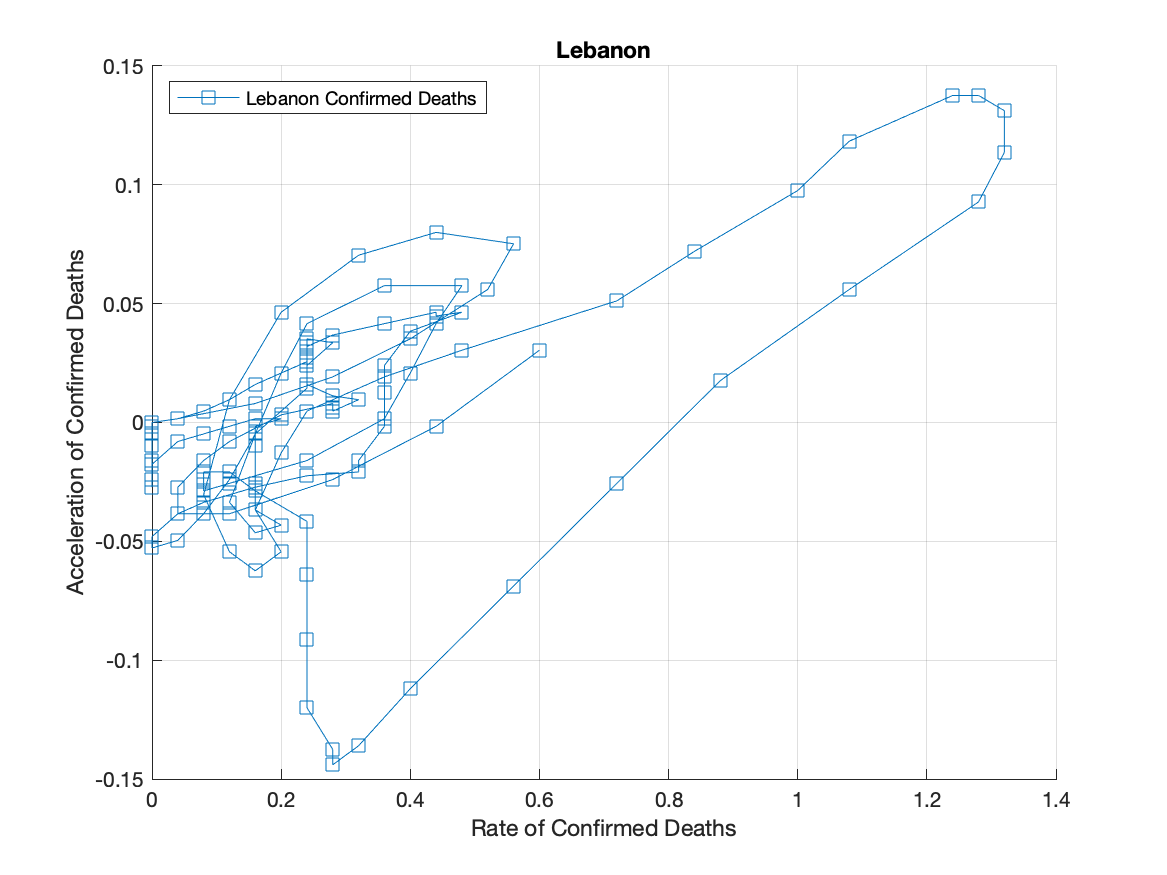 Lebanon
Lebanon Confirmed Deaths
0.15
0.1
0.05
0
-0.05
-0.1
-0.15
Acceleration of Confirmed Deaths
0 0.2 0.4 0.6 0.8 1 1.2 1.4
Rate of Confirmed Deaths